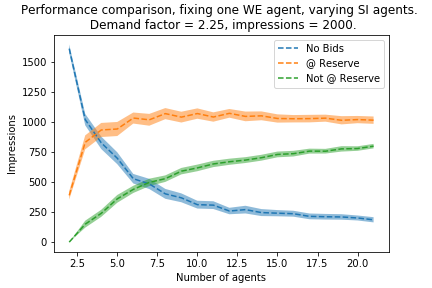 Performance comparison, fixing one WE agent, varying SI agents.
Demand factor = 2.25, impressions = 2000.
No Bids
@ Reserve
Not @ Reserve
Impressions
1500
1250
1000
750
500
250
0
2.5 5.0 7.5 10.0 12.5 15.0 17.5 20.0
Number of agents